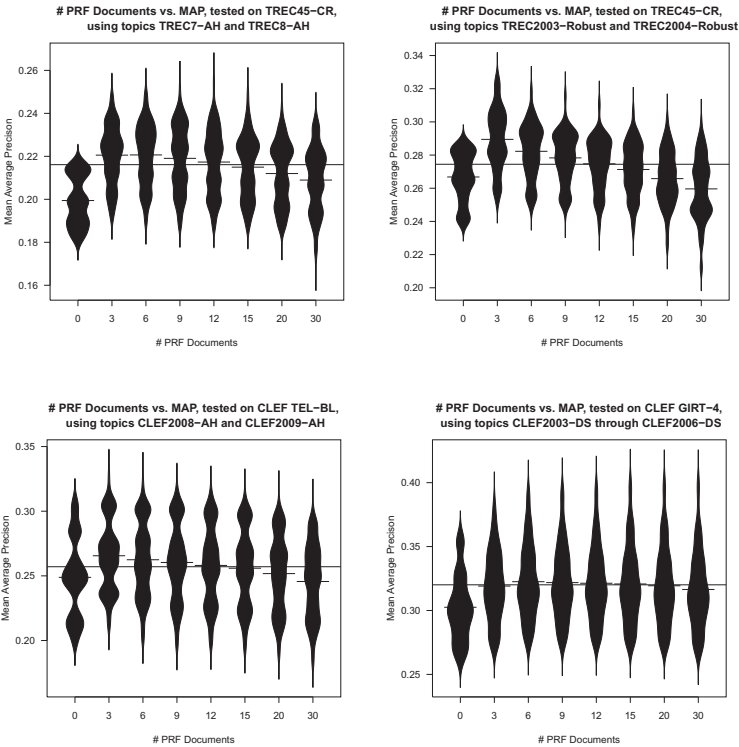 # PRF Documents vs. MAP, tested on TREC45−CR,
using topics TREC7−AH and TREC8−AH
0.26
0.24
0.22
0.20
0.18
0.16
Mean Average Precison
0 3 6 9 12 15 20 30
# PRF Documents
# PRF Documents vs. MAP, tested on TREC45−CR,
using topics TREC2003−Robust and TREC2004−Robust
0.34
0.32
0.30
0.28
0.26
0.24
0.22
0.20
Mean Average Precison
0 3 6 9 12 15 20 30
# PRF Documents
# PRF Documents vs. MAP, tested on CLEF TEL−BL,
using topics CLEF2008−AH and CLEF2009−AH
0.35
0.30
0.25
0.20
Mean Average Precison
0 3 6 9 12 15 20 30
# PRF Documents
# PRF Documents vs. MAP, tested on CLEF GIRT−4,
using topics CLEF2003−DS through CLEF2006−DS
0.40
0.35
0.30
0.25
Mean Average Precison
0 3 6 9 12 15 20 30
# PRF Documents